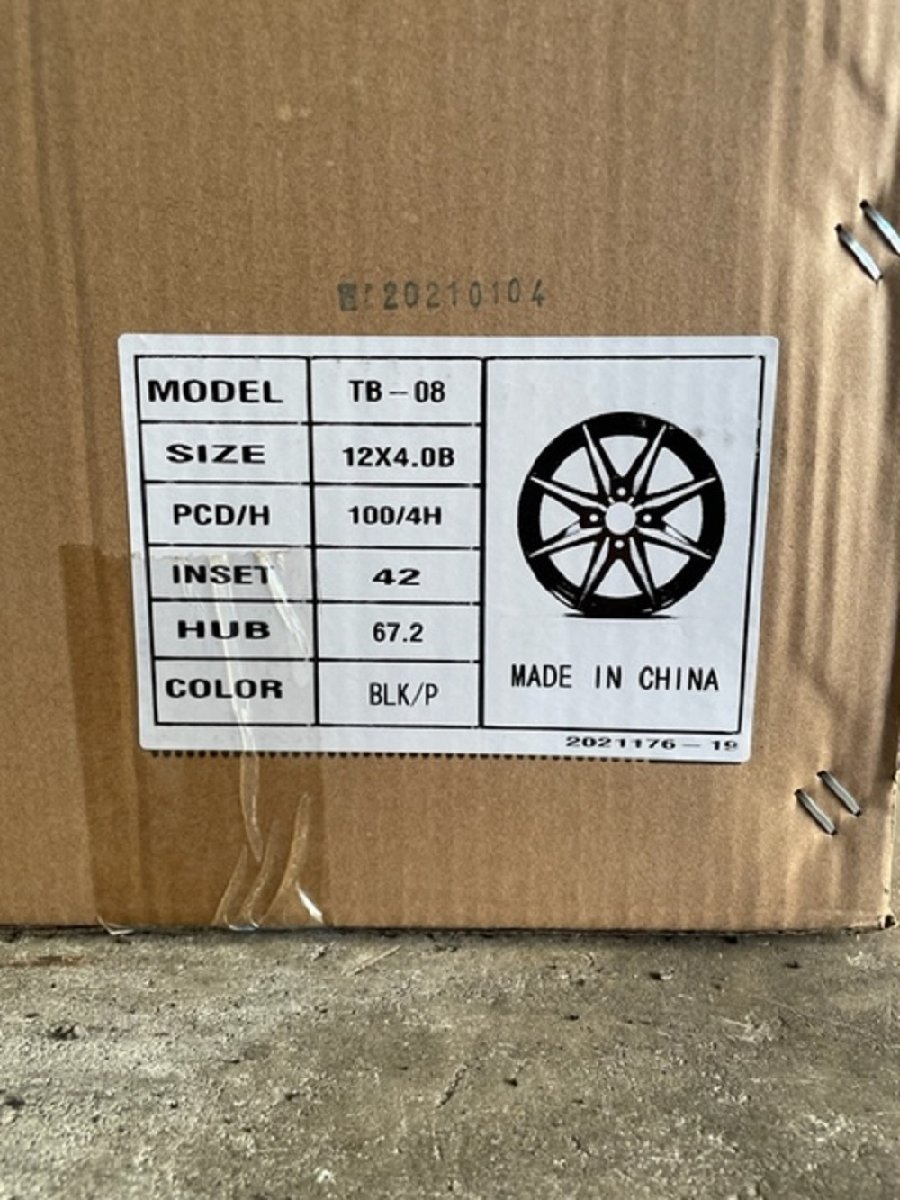 20210104
MODEL TB-08
SIZE 12X4.0B
PCD/H 100/4H
INSET 42
HUB 67.2
COLOR BLK/P
MADE IN CHINA
2021176-19